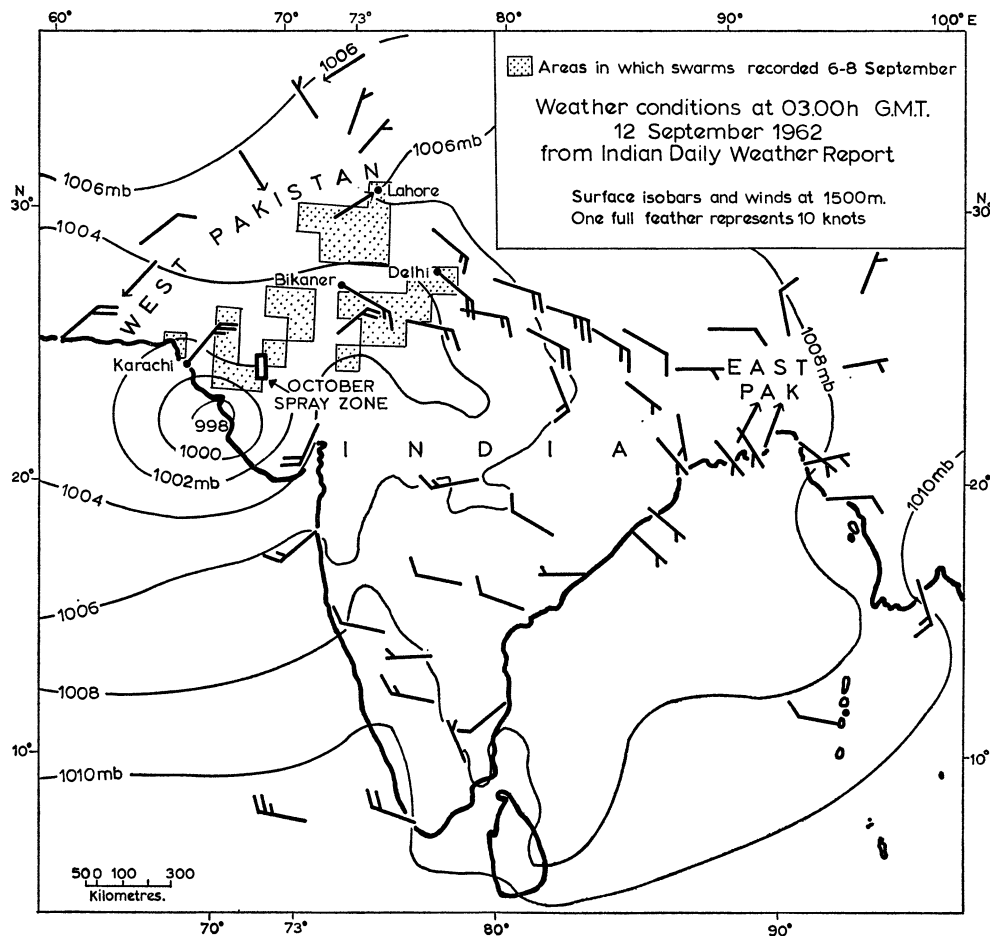 60° 70° 73° 80° 90° 100° E
Areas in which swarms recorded 6-8 September
Weather conditions at 03.00h G.M.T.
12 September 1962
from Indian Daily Weather Report
Surface isobars and winds at 1500m.
One full feather represents 10 knots
1006
1006mb
1006mb
N
30°
N
30°
WEST PAKISTAN
Lahore
1004
Delhi
Bikaner
Karachi
OCTOBER
SPRAY ZONE
EAST
PAK
1008mb
998
1000
1002mb
INDIA
20°
20°
1004
1010mb
1006
1008
10°
10°
1010mb
500 100 300
Kilometres.
70° 73° 80° 90°